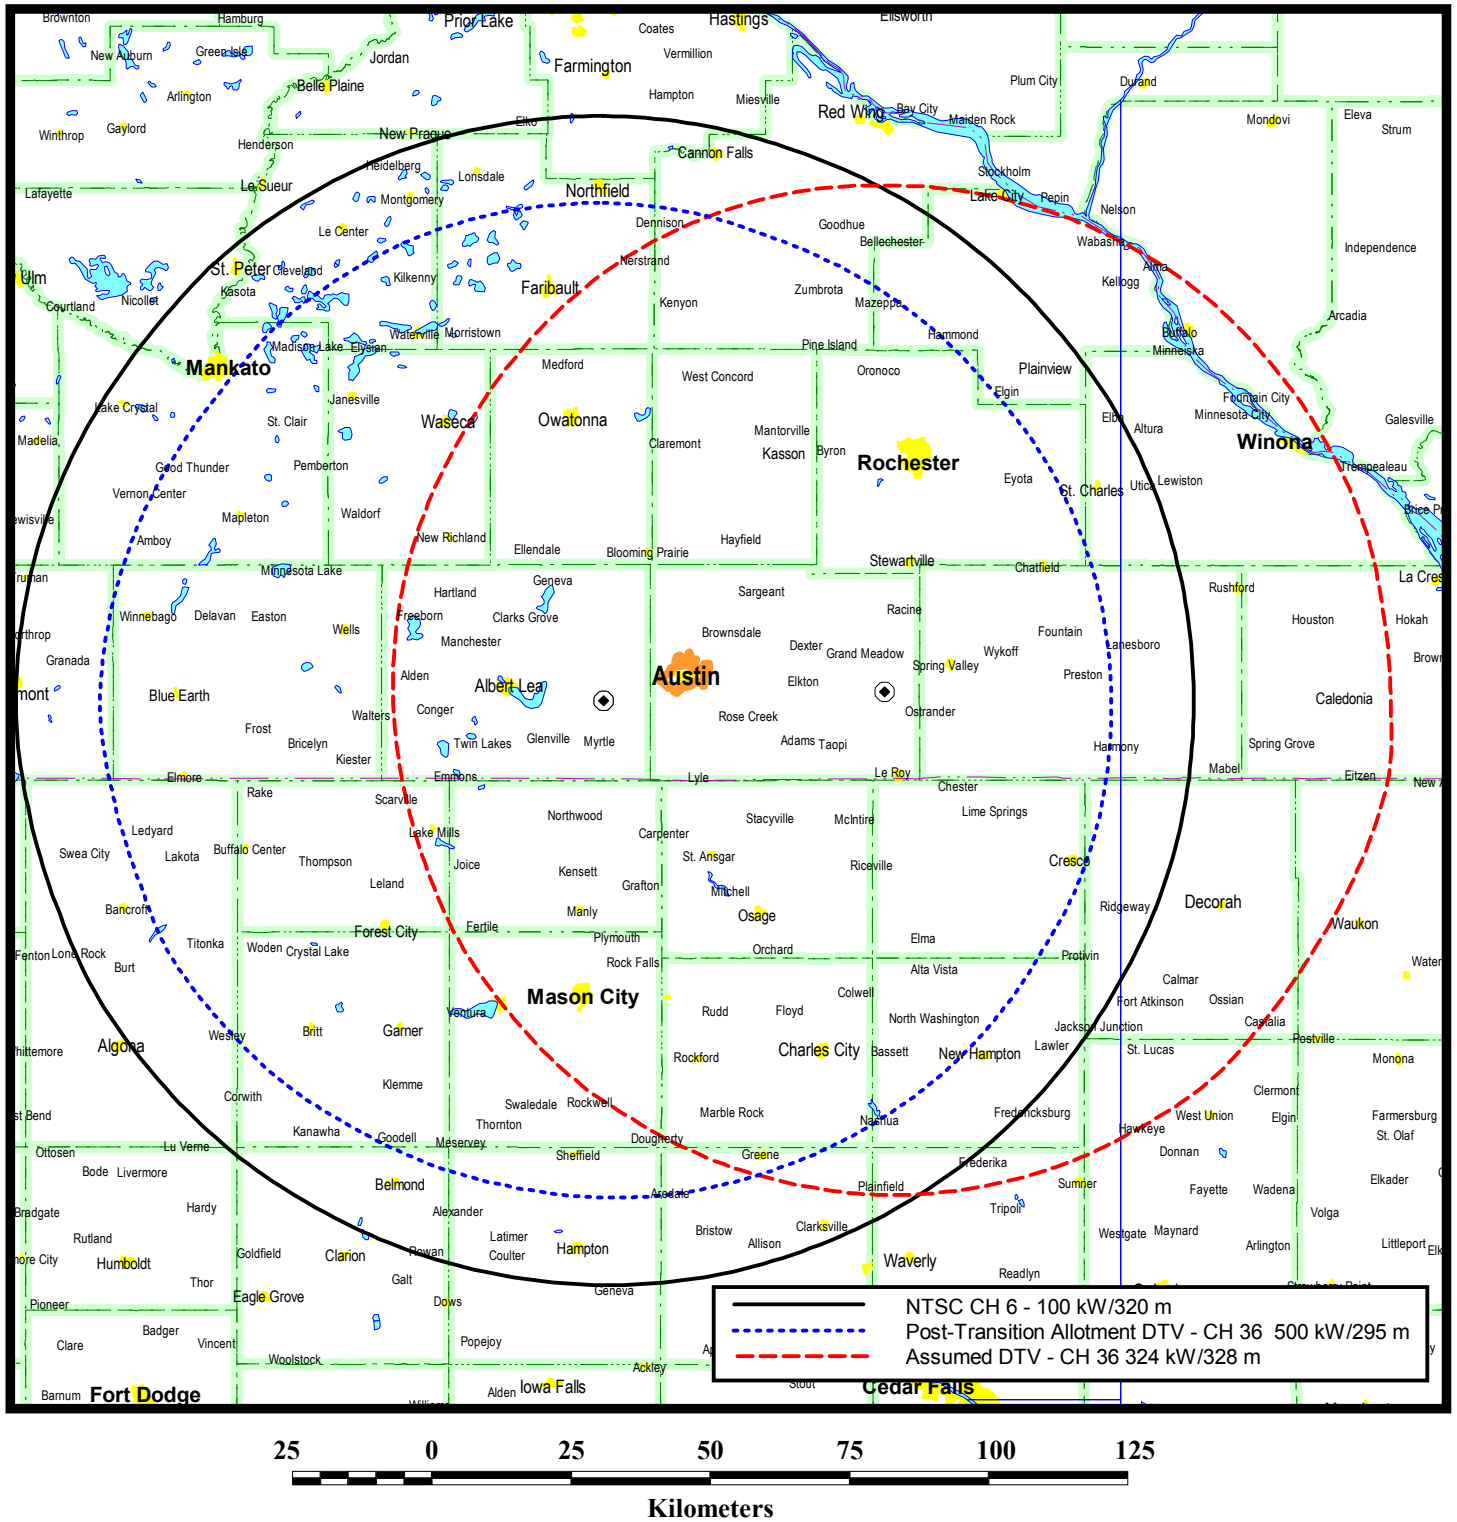 Brownton Hamburg Prior Lake Hastings Ellsworth
Coates
New Auburn Green Isle Jordan Vermillion
Farmington
Belle Plaine Plum City Durand
Arlington Hampton Miesville
Red Wing Bay City
Winthrop Gaylord Elko Maiden Rock Mondovi Eleva
New Prague Strum
Henderson Cannon Falls
Heidelberg Lonsdale Stockholm
Lafayette Le Sueur Montgomery Northfield Lake City Pepin
Nelson
Le Center Dennison Goodhue
Bellechester Wabasha Independence
Nerstrand
St. Peter Cleveland Kilkenny Alma
Ulm Kasota Faribault Zumbrota Kellogg
Courtland Nicollet Kenyon Mazeppa Arcadia
Waterville Morristown Hammond Buffalo
Madison Lake Elysian Pine Island Minneiska
Mankato Medford West Concord Oronoco Plainview
Elgin
Lake Crystal Janesville Fountain City
St. Clair Waseca Owatonna Elba Minnesota City Galesville
Madelia Claremont Mantorville Altura Winona
Kasson Byron Rochester
Good Thunder Pemberton Trempealeau
Vernon Center Eyota St. Charles Utica Lewiston
Mapleton Waldorf
Amboy New Richland Ellendale Blooming Prairie Hayfield
Minnesota Lake Stewartville Chatfield
Truman Geneva Rushford La Cres
Hartland Sargeant
Winnebago Delavan Easton Freeborn Clarks Grove Racine Houston Hokah
Wells Manchester Brownsdale Fountain
Granada Dexter Grand Meadow Wykoff Lanesboro
Alden Austin Spring Valley Preston
mont Blue Earth Albert Lea Elkton Caledonia
Walters Conger Rose Creek Ostrander
Frost Bricelyn Twin Lakes Glenville Myrtle Adams Taopi Harmony Spring Grove
Kiester
Elmore Emmons Lyle Le Roy Mabel Eitzen
Rake Scarville Chester
Northwood Stacyville McIntire Lime Springs
Ledyard Lake Mills Carpenter
Swea City Lakota Buffalo Center Thompson Joice St. Ansgar Riceville Cresco
Leland Kensett Grafton Mitchell
Bancroft Manly Osage Ridgeway Decorah
Forest City Fertile Waukon
Titonka Woden Crystal Lake Plymouth Elma
Fenton Lone Rock Orchard Protivin
Burt Rock Falls Alta Vista Water
Mason City Colwell Calmar
Ventura Rudd Floyd Fort Atkinson Ossian
Wesley Britt Garner North Washington Jackson Junction Castalia
Algona Charles City Bassett New Hampton Lawler St. Lucas Postville
Rockford Monona
Klemme
Corwith Swaledale Rockwell Clermont
Thornton Marble Rock Nashua Fredericksburg West Union Elgin Farmersburg
Kanawha Goodell Meservey Dougherty Hawkeye St. Olaf
Ottosen Lu Verne Sheffield Greene Donnan
Bode Livermore Frederika
Belmond Aredale Plainfield Sumner Fayette Wadena Elkader
Bradgate Hardy Alexander Tripoli Volga
Rutland Latimer Bristow Clarksville Westgate Maynard
Goldfield Clarion Rowan Coulter Hampton Allison Arlington Littleport
more City Humboldt Waverly
Thor Galt Readlyn
Pioneer Eagle Grove Dows Geneva
Badger
Clare Vincent Popejoy
Woolstock Ackley
Barnum Fort Dodge Alden Iowa Falls Stout Cedar Falls
NTSC CH 6 - 100 kW/320 m
Post-Transition Allotment DTV - CH 36 500 kW/295 m
Assumed DTV - CH 36 324 kW/328 m
25 0 25 50 75 100 125
Kilometers